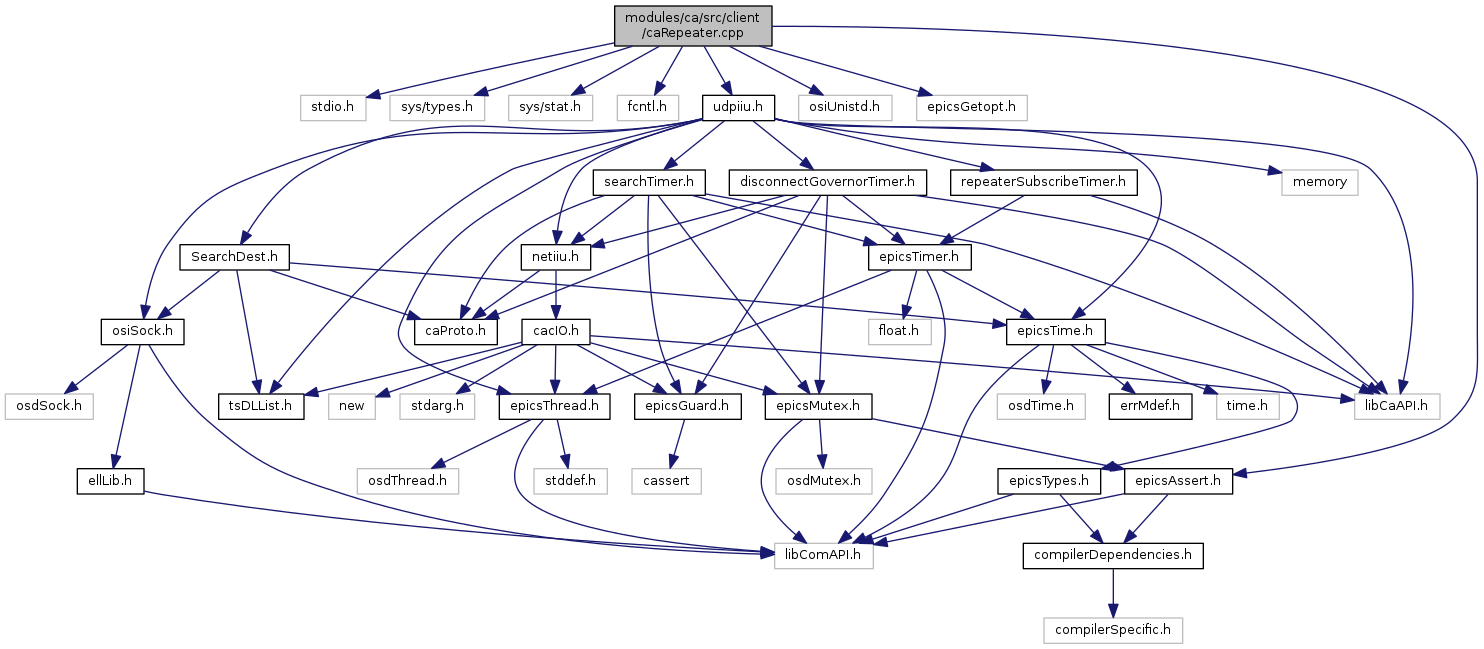 modules/ca/src/client
/caRepeater.cpp
stdio.h
sys/types.h
sys/stat.h
fcntl.h
udpiiu.h
osiUnistd.h
epicsGetopt.h
searchTimer.h
disconnectGovernorTimer.h
repeaterSubscribeTimer.h
memory
SearchDest.h
netiiu.h
epicsTimer.h
osiSock.h
caProto.h
cacIO.h
float.h
epicsTime.h
osdSock.h
tsDLList.h
new
stdarg.h
epicsThread.h
epicsGuard.h
epicsMutex.h
osdTime.h
errMdef.h
time.h
libCaAPI.h
ellLib.h
osdThread.h
stddef.h
cassert
osdMutex.h
epicsTypes.h
epicsAssert.h
libComAPI.h
compilerDependencies.h
compilerSpecific.h